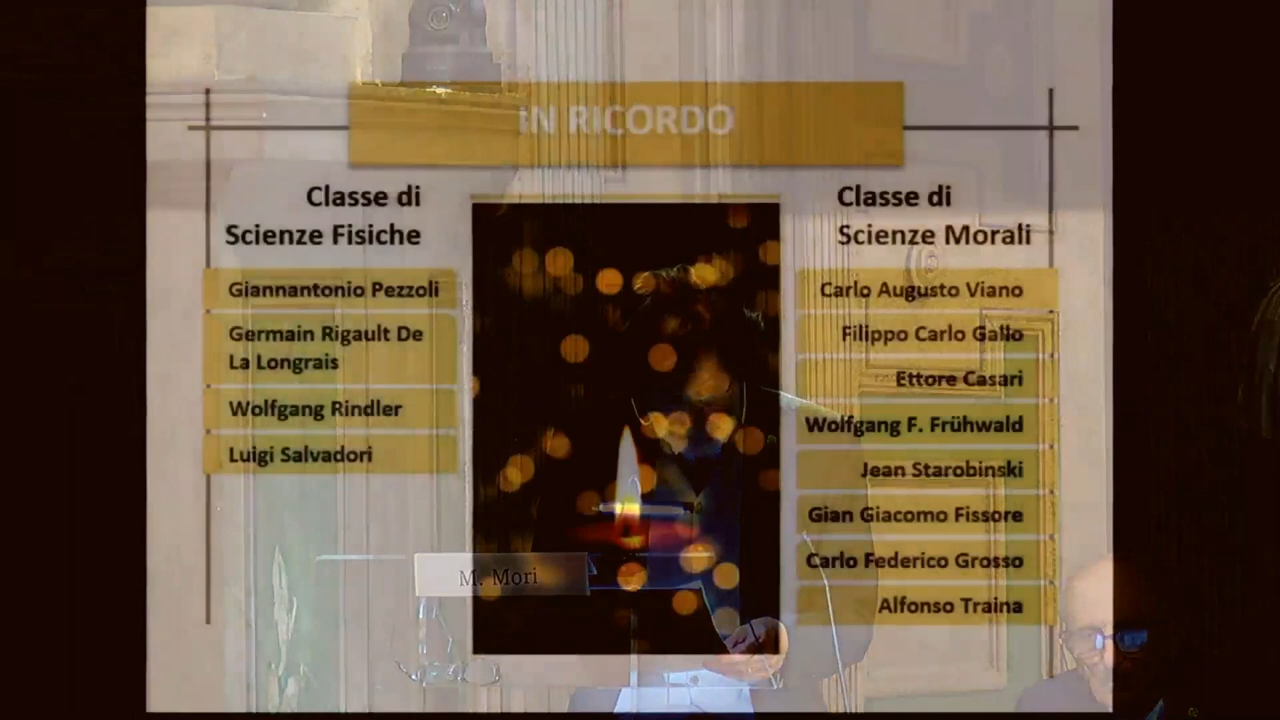 IN RICORDO
Classe di
Scienze Fisiche
Giannantonio Pezzoli
Germain Rigault De
La Longrais
Wolfgang Rindler
Luigi Salvadori
Classe di
Scienze Morali
Carlo Augusto Viano
Filippo Carlo Gallo
Ettore Casari
Wolfgang F. Frühwald
Jean Starobinski
Gian Giacomo Fissore
Carlo Federico Grosso
Alfonso Traina
M. Mori